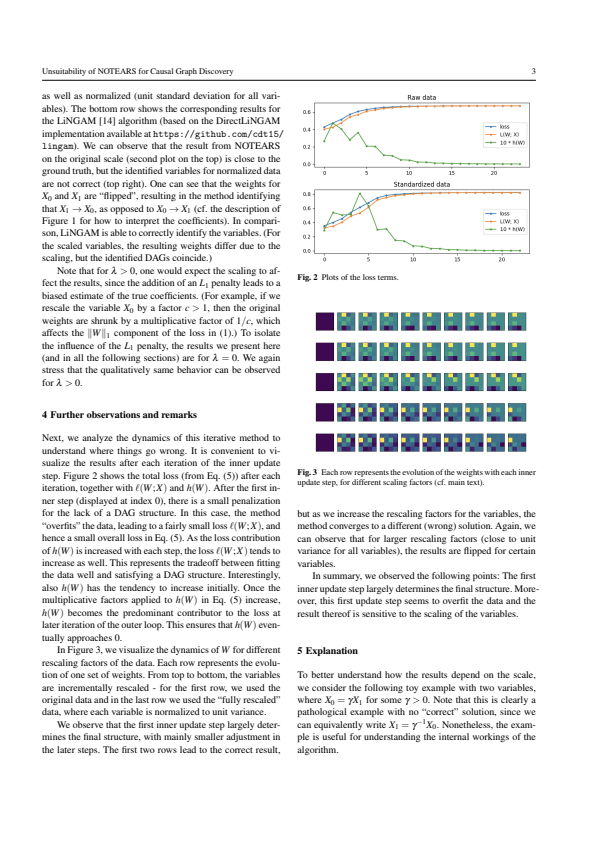 Unsuitability of NOTEARS for Causal Graph Discovery 3
as well as normalized (unit standard deviation for all vari-
ables). The bottom row shows the corresponding results for
the LiNGAM [14] algorithm (based on the DirectLiNGAM
implementation available at https://github.com/cdt15/
lingam). We can observe that the result from NOTEARS
on the original scale (second plot on the top) is close to the
ground truth, but the identified variables for normalized data
are not correct (top right). One can see that the weights for
X0 and X1 are “flipped”, resulting in the method identifying
that X1 → X0, as opposed to X0 → X1 (cf. the description of
Figure 1 for how to interpret the coefficients). In compari-
son, LiNGAM is able to correctly identify the variables. (For
the scaled variables, the resulting weights differ due to the
scaling, but the identified DAGs coincide.)
Note that for λ > 0, one would expect the scaling to af-
fect the results, since the addition of an L1 penalty leads to a
biased estimate of the true coefficients. (For example, if we
rescale the variable X0 by a factor c > 1, then the original
weights are shrunk by a multiplicative factor of 1/c, which
affects the ‖W‖1 component of the loss in (1).) To isolate
the influence of the L1 penalty, the results we present here
(and in all the following sections) are for λ = 0. We again
stress that the qualitatively same behavior can be observed
for λ > 0.
4 Further observations and remarks
Next, we analyze the dynamics of this iterative method to
understand where things go wrong. It is convenient to vi-
sualize the results after each iteration of the inner update
step. Figure 2 shows the total loss (from Eq. (5)) after each
iteration, together with ℓ(W;X) and h(W). After the first in-
ner step (displayed at index 0), there is a small penalization
for the lack of a DAG structure. In this case, the method
“overfits” the data, leading to a fairly small loss ℓ(W;X), and
hence a small overall loss in Eq. (5). As the loss contribution
of h(W) is increased with each step, the loss ℓ(W;X) tends to
increase as well. This represents the tradeoff between fitting
the data well and satisfying a DAG structure. Interestingly,
also h(W) has the tendency to increase initially. Once the
multiplicative factors applied to h(W) in Eq. (5) increase,
h(W) becomes the predominant contributor to the loss at
later iteration of the outer loop. This ensures that h(W) even-
tually approaches 0.
In Figure 3, we visualize the dynamics of W for different
rescaling factors of the data. Each row represents the evolu-
tion of one set of weights. From top to bottom, the variables
are incrementally rescaled - for the first row, we used the
original data and in the last row we used the “fully rescaled”
data, where each variable is normalized to unit variance.
We observe that the first inner update step largely deter-
mines the final structure, with mainly smaller adjustment in
the later steps. The first two rows lead to the correct result,
Raw data
0.6
0.4
0.2
0.0
loss
L(W; X)
10 * h(W)
0 5 10 15 20
Standardized data
0.8
0.6
0.4
0.2
0.0
loss
L(W; X)
10 * h(W)
0 5 10 15 20
Fig. 2 Plots of the loss terms.
Fig. 3 Each row represents the evolution of the weights with each inner
update step, for different scaling factors (cf. main text).
but as we increase the rescaling factors for the variables, the
method converges to a different (wrong) solution. Again, we
can observe that for larger rescaling factors (close to unit
variance for all variables), the results are flipped for certain
variables.
In summary, we observed the following points: The first
inner update step largely determines the final structure. More-
over, this first update step seems to overfit the data and the
result thereof is sensitive to the scaling of the variables.
5 Explanation
To better understand how the results depend on the scale,
we consider the following toy example with two variables,
where X0 = γX1 for some γ > 0. Note that this is clearly a
pathological example with no “correct” solution, since we
can equivalently write X1 = γ⁻¹X0. Nonetheless, the exam-
ple is useful for understanding the internal workings of the
algorithm.